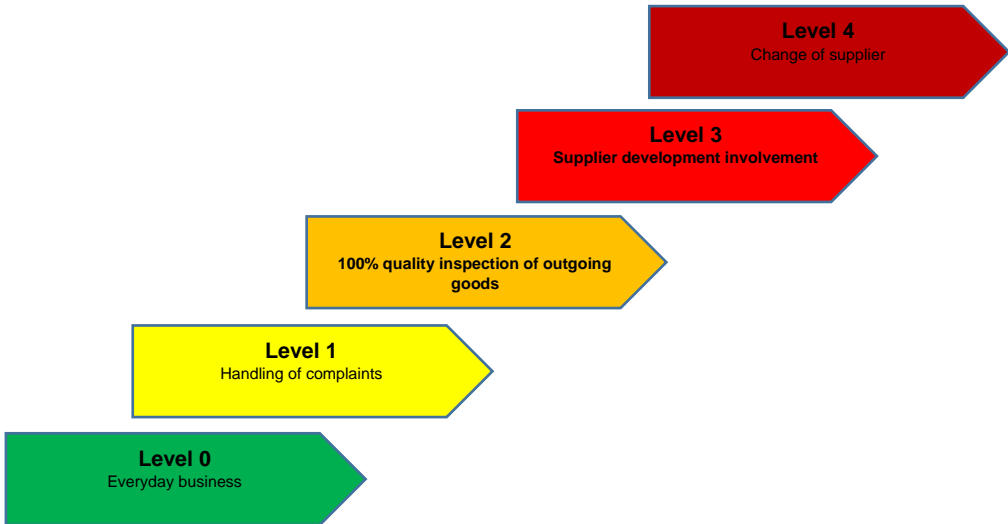 Level 4
Change of supplier
Level 3
Supplier development involvement
Level 2
100% quality inspection of outgoing
goods
Level 1
Handling of complaints
Level 0
Everyday business